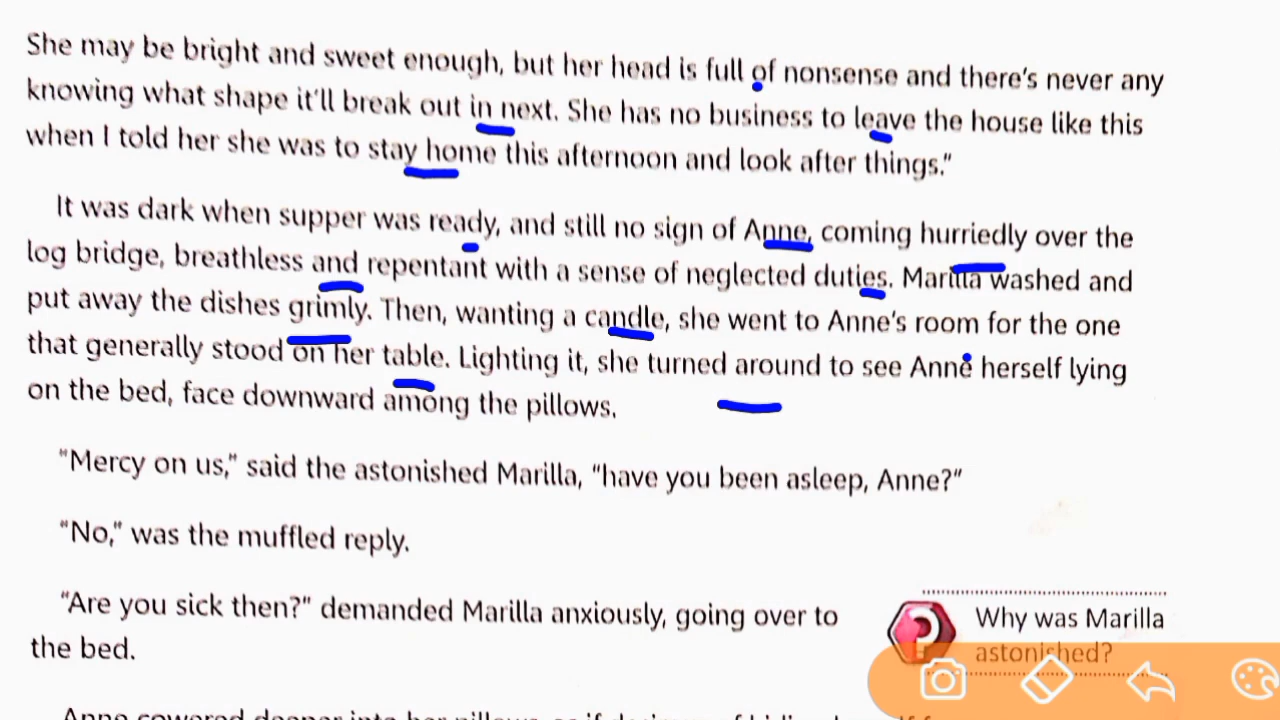 She may be bright and sweet enough, but her head is full of nonsense and there's never any
knowing what shape it'll break out in next. She has no business to leave the house like this
when I told her she was to stay home this afternoon and look after things."
It was dark when supper was ready, and still no sign of Anne, coming hurriedly over the
log bridge, breathless and repentant with a sense of neglected duties. Marilla washed and
put away the dishes grimly. Then, wanting a candle, she went to Anne's room for the one
that generally stood on her table. Lighting it, she turned around to see Anne herself lying
on the bed, face downward among the pillows.
"Mercy on us," said the astonished Marilla, "have you been asleep, Anne?"
"No," was the muffled reply.
"Are you sick then?" demanded Marilla anxiously, going over to
the bed.
Why was Marilla
astonished?
Anne cowered deeper into her pillows